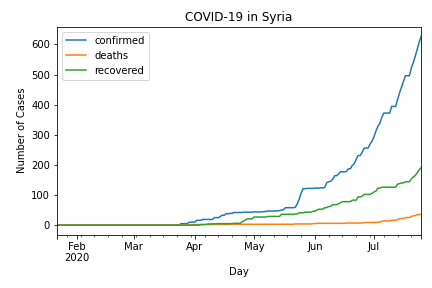 COVID-19 in Syria
confirmed
deaths
recovered
Number of Cases
600
500
400
300
200
100
0
Feb Mar Apr May Jun Jul
2020
Day